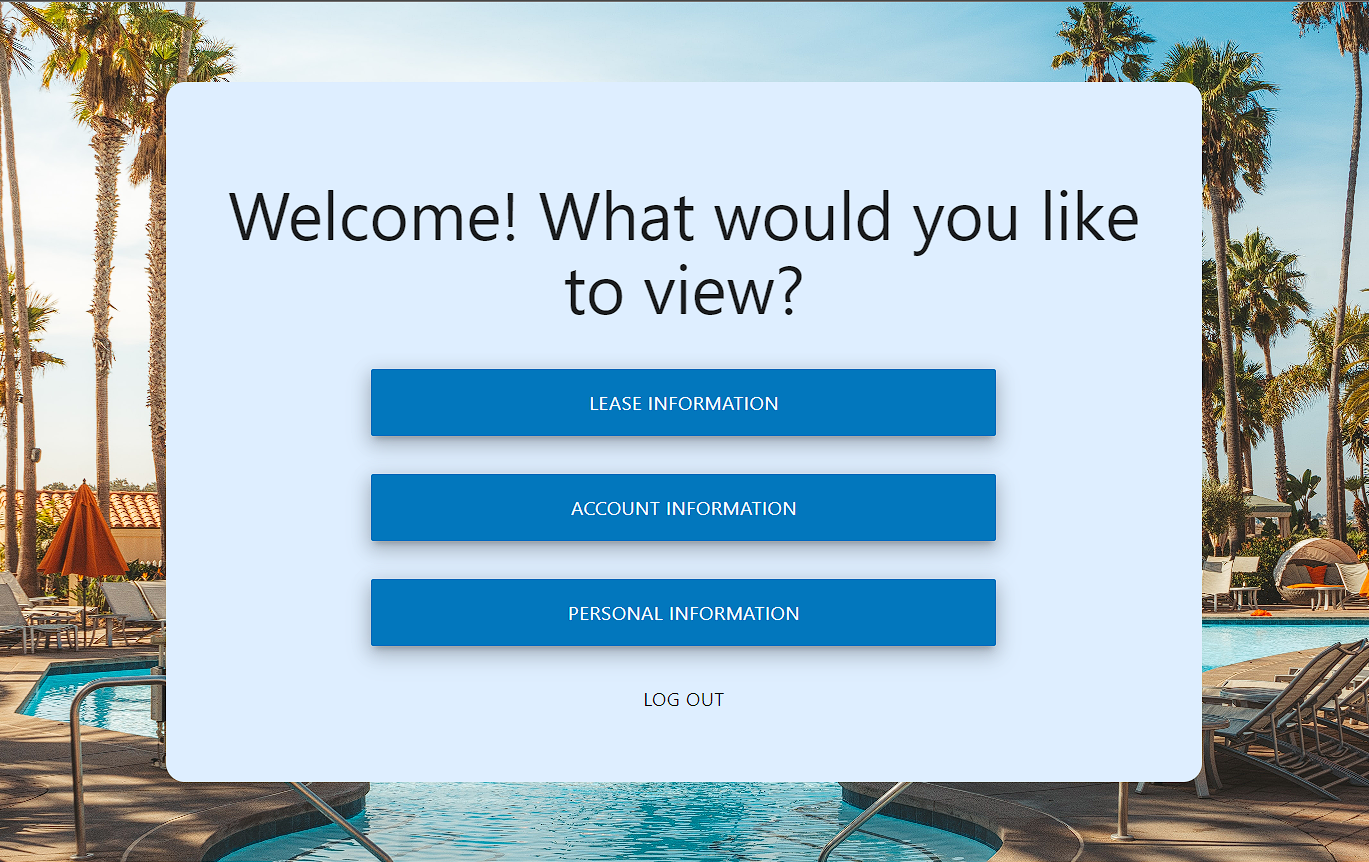 Welcome! What would you like
to view?
LEASE INFORMATION
ACCOUNT INFORMATION
PERSONAL INFORMATION
LOG OUT